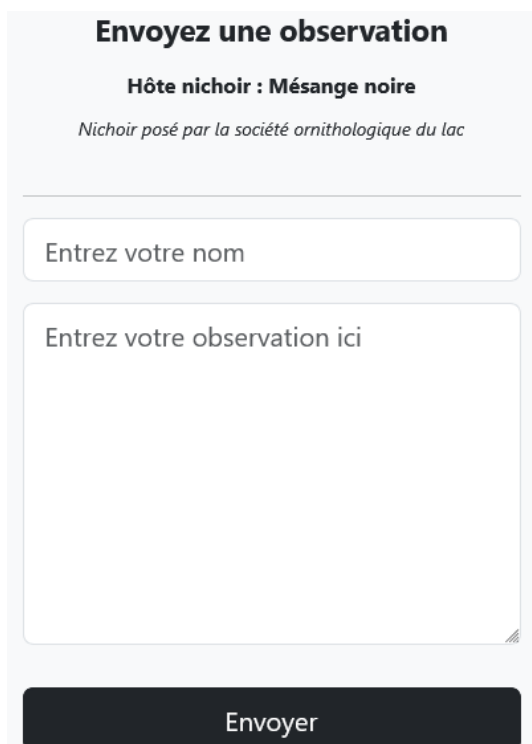 Envoyez une observation
Hôte nichoir : Mésange noire
Nichoir posé par la société ornithologique du lac
Entrez votre nom
Entrez votre observation ici
Envoyer